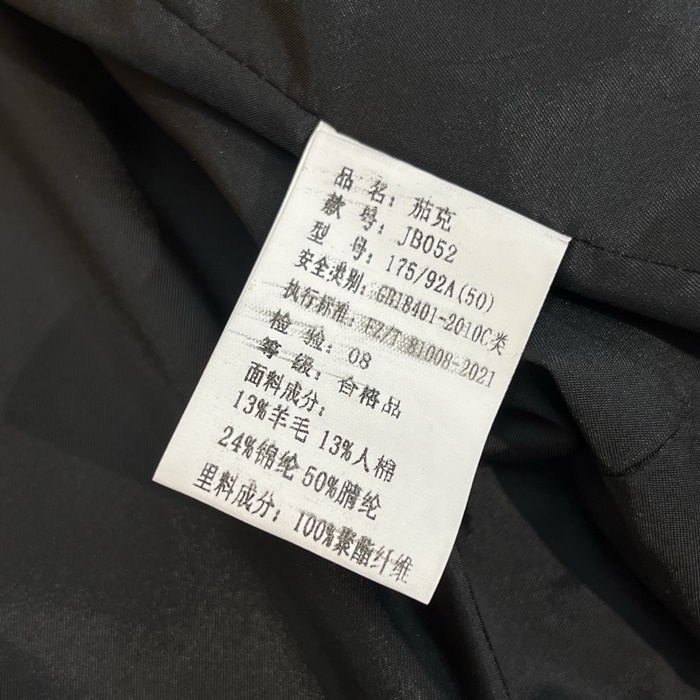 品 名：茄克
款 号：JB052
型 号：175/92A(50)
安全类别：GB18401-2010C类
执行标准：FZ/T 81008-2021
检 验：08
等 级：合格品
面料成分：
13%羊毛 13%人棉
24%锦纶 50%腈纶
里料成分：100%聚酯纤维